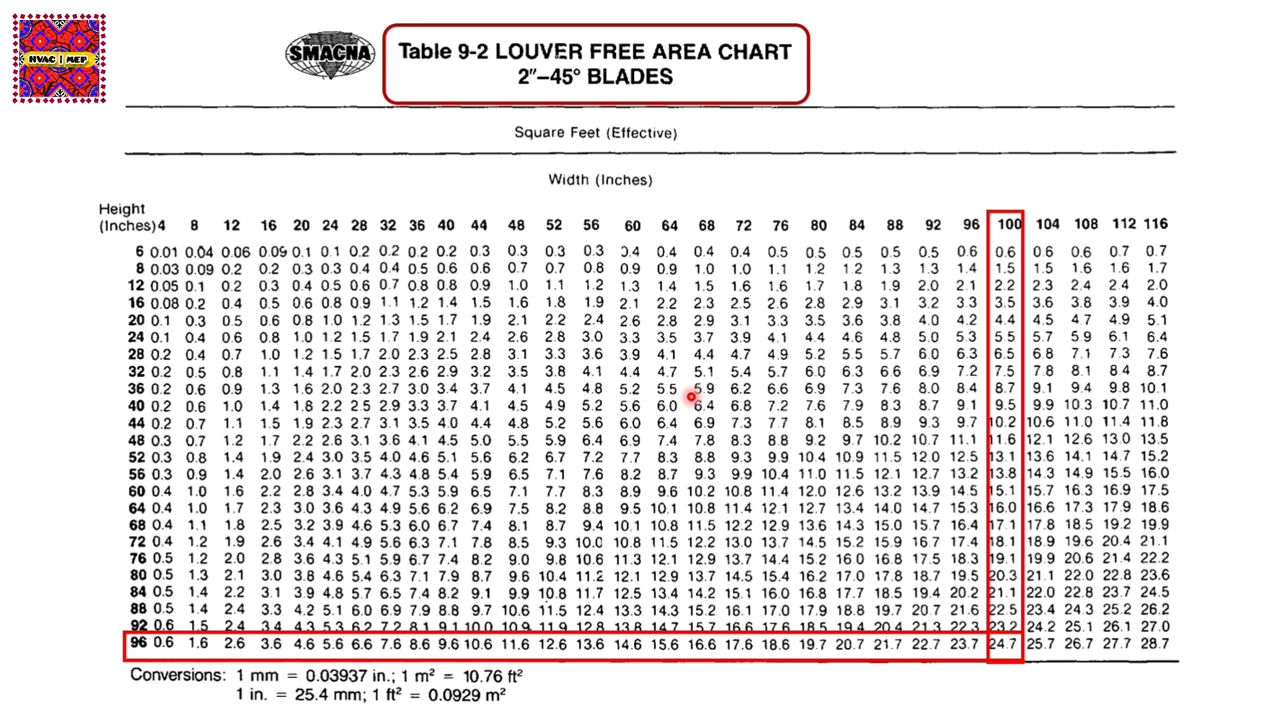 HVAC | MEP
SMACNA
Table 9-2 LOUVER FREE AREA CHART
2″–45° BLADES
Square Feet (Effective)
Width (Inches)
Height
(Inches) 4 8 12 16 20 24 28 32 36 40 44 48 52 56 60 64 68 72 76 80 84 88 92 96 100 104 108 112 116
6 0.01 0.04 0.06 0.09 0.1 0.1 0.2 0.2 0.2 0.2 0.3 0.3 0.3 0.3 0.4 0.4 0.4 0.4 0.5 0.5 0.5 0.5 0.5 0.6 0.6 0.6 0.6 0.7 0.7
8 0.03 0.09 0.2 0.2 0.3 0.3 0.4 0.4 0.5 0.6 0.6 0.7 0.7 0.8 0.9 0.9 1.0 1.0 1.1 1.2 1.2 1.3 1.3 1.4 1.5 1.5 1.6 1.6 1.7
12 0.05 0.1 0.2 0.3 0.4 0.5 0.6 0.7 0.8 0.8 0.9 1.0 1.1 1.2 1.3 1.4 1.5 1.6 1.6 1.7 1.8 1.9 2.0 2.1 2.2 2.3 2.4 2.4 2.0
16 0.08 0.2 0.4 0.5 0.6 0.8 0.9 1.1 1.2 1.4 1.5 1.6 1.8 1.9 2.1 2.2 2.3 2.5 2.6 2.8 2.9 3.1 3.2 3.3 3.5 3.6 3.8 3.9 4.0
20 0.1 0.3 0.5 0.6 0.8 1.0 1.2 1.3 1.5 1.7 1.9 2.1 2.2 2.4 2.6 2.8 2.9 3.1 3.3 3.5 3.6 3.8 4.0 4.2 4.4 4.5 4.7 4.9 5.1
24 0.1 0.4 0.6 0.8 1.0 1.2 1.5 1.7 1.9 2.1 2.4 2.6 2.8 3.0 3.3 3.5 3.7 3.9 4.1 4.4 4.6 4.8 5.0 5.3 5.5 5.7 5.9 6.1 6.4
28 0.2 0.4 0.7 1.0 1.2 1.5 1.7 2.0 2.3 2.5 2.8 3.1 3.3 3.6 3.9 4.1 4.4 4.7 4.9 5.2 5.5 5.7 6.0 6.3 6.5 6.8 7.1 7.3 7.6
32 0.2 0.5 0.8 1.1 1.4 1.7 2.0 2.3 2.6 2.9 3.2 3.5 3.8 4.1 4.4 4.7 5.1 5.4 5.7 6.0 6.3 6.6 6.9 7.2 7.5 7.8 8.1 8.4 8.7
36 0.2 0.6 0.9 1.3 1.6 2.0 2.3 2.7 3.0 3.4 3.7 4.1 4.5 4.8 5.2 5.5 5.9 6.2 6.6 6.9 7.3 7.6 8.0 8.4 8.7 9.1 9.4 9.8 10.1
40 0.2 0.6 1.0 1.4 1.8 2.2 2.5 2.9 3.3 3.7 4.1 4.5 4.9 5.2 5.6 6.0 6.4 6.8 7.2 7.6 7.9 8.3 8.7 9.1 9.5 9.9 10.3 10.7 11.0
44 0.2 0.7 1.1 1.5 1.9 2.3 2.7 3.1 3.5 4.0 4.4 4.8 5.2 5.6 6.0 6.4 6.9 7.3 7.7 8.1 8.5 8.9 9.3 9.7 10.2 10.6 11.0 11.4 11.8
48 0.3 0.7 1.2 1.7 2.2 2.6 3.1 3.6 4.1 4.5 5.0 5.5 5.9 6.4 6.9 7.4 7.8 8.3 8.8 9.2 9.7 10.2 10.7 11.1 11.6 12.1 12.6 13.0 13.5
52 0.3 0.8 1.4 1.9 2.4 3.0 3.5 4.0 4.6 5.1 5.6 6.2 6.7 7.2 7.7 8.3 8.8 9.3 9.9 10.4 10.9 11.5 12.0 12.5 13.1 13.6 14.1 14.7 15.2
56 0.3 0.9 1.4 2.0 2.6 3.1 3.7 4.3 4.8 5.4 5.9 6.5 7.1 7.6 8.2 8.7 9.3 9.9 10.4 11.0 11.5 12.1 12.7 13.2 13.8 14.3 14.9 15.5 16.0
60 0.4 1.0 1.6 2.2 2.8 3.4 4.0 4.7 5.3 5.9 6.5 7.1 7.7 8.3 8.9 9.6 10.2 10.8 11.4 12.0 12.6 13.2 13.9 14.5 15.1 15.7 16.3 16.9 17.5
64 0.4 1.0 1.7 2.3 3.0 3.6 4.3 4.9 5.6 6.2 6.9 7.5 8.2 8.8 9.5 10.1 10.8 11.4 12.1 12.7 13.4 14.0 14.7 15.3 16.0 16.6 17.3 17.9 18.6
68 0.4 1.1 1.8 2.5 3.2 3.9 4.6 5.3 6.0 6.7 7.4 8.1 8.7 9.4 10.1 10.8 11.5 12.2 12.9 13.6 14.3 15.0 15.7 16.4 17.1 17.8 18.5 19.2 19.9
72 0.4 1.2 1.9 2.6 3.4 4.1 4.9 5.6 6.3 7.1 7.8 8.5 9.3 10.0 10.8 11.5 12.2 13.0 13.7 14.5 15.2 15.9 16.7 17.4 18.1 18.9 19.6 20.4 21.1
76 0.5 1.2 2.0 2.8 3.6 4.3 5.1 5.9 6.7 7.4 8.2 9.0 9.8 10.6 11.3 12.1 12.9 13.7 14.4 15.2 16.0 16.8 17.5 18.3 19.1 19.9 20.6 21.4 22.2
80 0.5 1.3 2.1 3.0 3.8 4.6 5.4 6.3 7.1 7.9 8.7 9.6 10.4 11.2 12.1 12.9 13.7 14.5 15.4 16.2 17.0 17.8 18.7 19.5 20.3 21.1 22.0 22.8 23.6
84 0.5 1.4 2.2 3.1 3.9 4.8 5.7 6.5 7.4 8.2 9.1 9.9 10.8 11.7 12.5 13.4 14.2 15.1 16.0 16.8 17.7 18.5 19.4 20.2 21.1 22.0 22.8 23.7 24.5
88 0.5 1.4 2.4 3.3 4.2 5.1 6.0 6.9 7.9 8.8 9.7 10.6 11.5 12.4 13.3 14.3 15.2 16.1 17.0 17.9 18.8 19.7 20.7 21.6 22.5 23.4 24.3 25.2 26.2
92 0.6 1.5 2.4 3.4 4.3 5.3 6.2 7.2 8.1 9.1 10.0 10.9 11.9 12.8 13.8 14.7 15.7 16.6 17.6 18.5 19.4 20.4 21.3 22.3 23.2 24.2 25.1 26.1 27.0
96 0.6 1.6 2.6 3.6 4.6 5.6 6.6 7.6 8.6 9.6 10.6 11.6 12.6 13.6 14.6 15.6 16.6 17.6 18.6 19.7 20.7 21.7 22.7 23.7 24.7 25.7 26.7 27.7 28.7
Conversions: 1 mm = 0.03937 in.; 1 m² = 10.76 ft²
1 in. = 25.4 mm; 1 ft² = 0.0929 m²